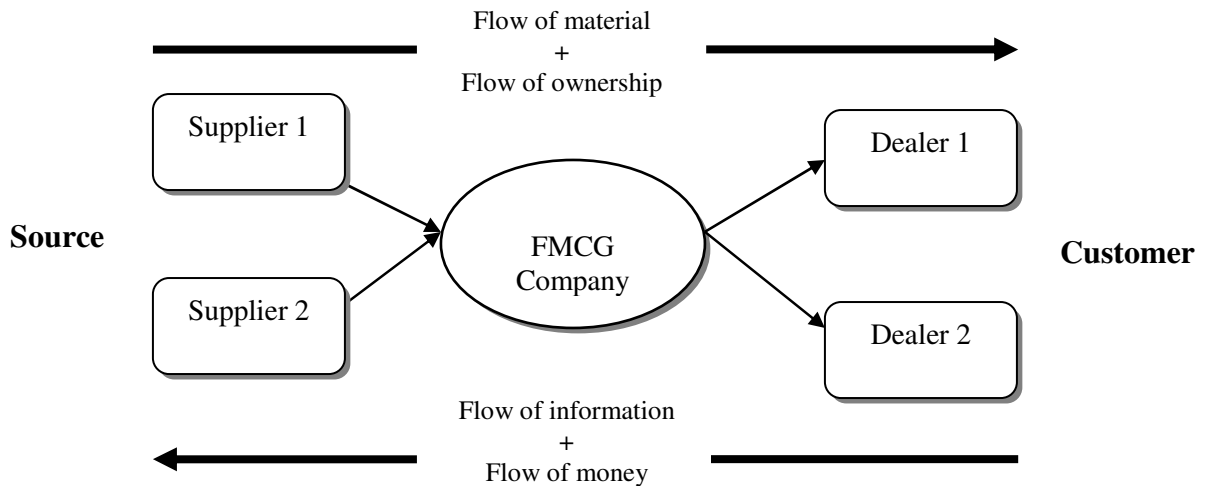 Flow of material
+
Flow of ownership
Supplier 1
Dealer 1
Source
FMCG
Company
Customer
Supplier 2
Dealer 2
Flow of information
+
Flow of money